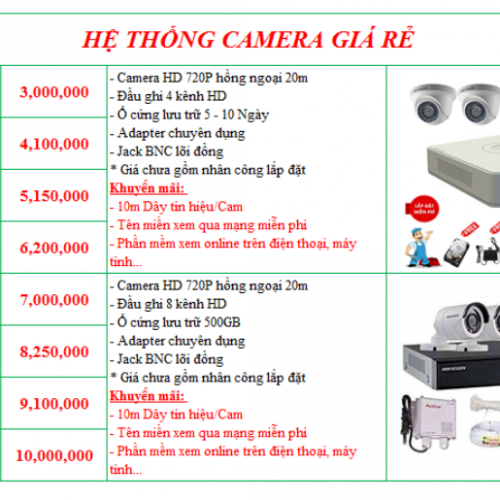 HỆ THỐNG CAMERA GIÁ RẺ
3,000,000
4,100,000
5,150,000
6,200,000
- Camera HD 720P hồng ngoại 20m
- Đầu ghi 4 kênh HD
- Ổ cứng lưu trữ 5 - 10 Ngày
- Adapter chuyên dụng
- Jack BNC lõi đồng
* Giá chưa gồm nhân công lắp đặt
Khuyến mãi:
- 10m Dây tin hiệu/Cam
- Tên miền xem qua mạng miễn phí
- Phần mềm xem online trên điện thoại, máy
tính...
LẮP ĐẶT
MIỄN PHÍ
FREE
7,000,000
8,250,000
9,100,000
10,000,000
- Camera HD 720P hồng ngoại 20m
- Đầu ghi 8 kênh HD
- Ổ cứng lưu trữ 500GB
- Adapter chuyên dụng
- Jack BNC lõi đồng
* Giá chưa gồm nhân công lắp đặt
Khuyến mãi:
- 10m Dây tin hiệu/Cam
- Tên miền xem qua mạng miễn phí
- Phần mềm xem online trên điện thoại, máy
tính...
HIKVISION